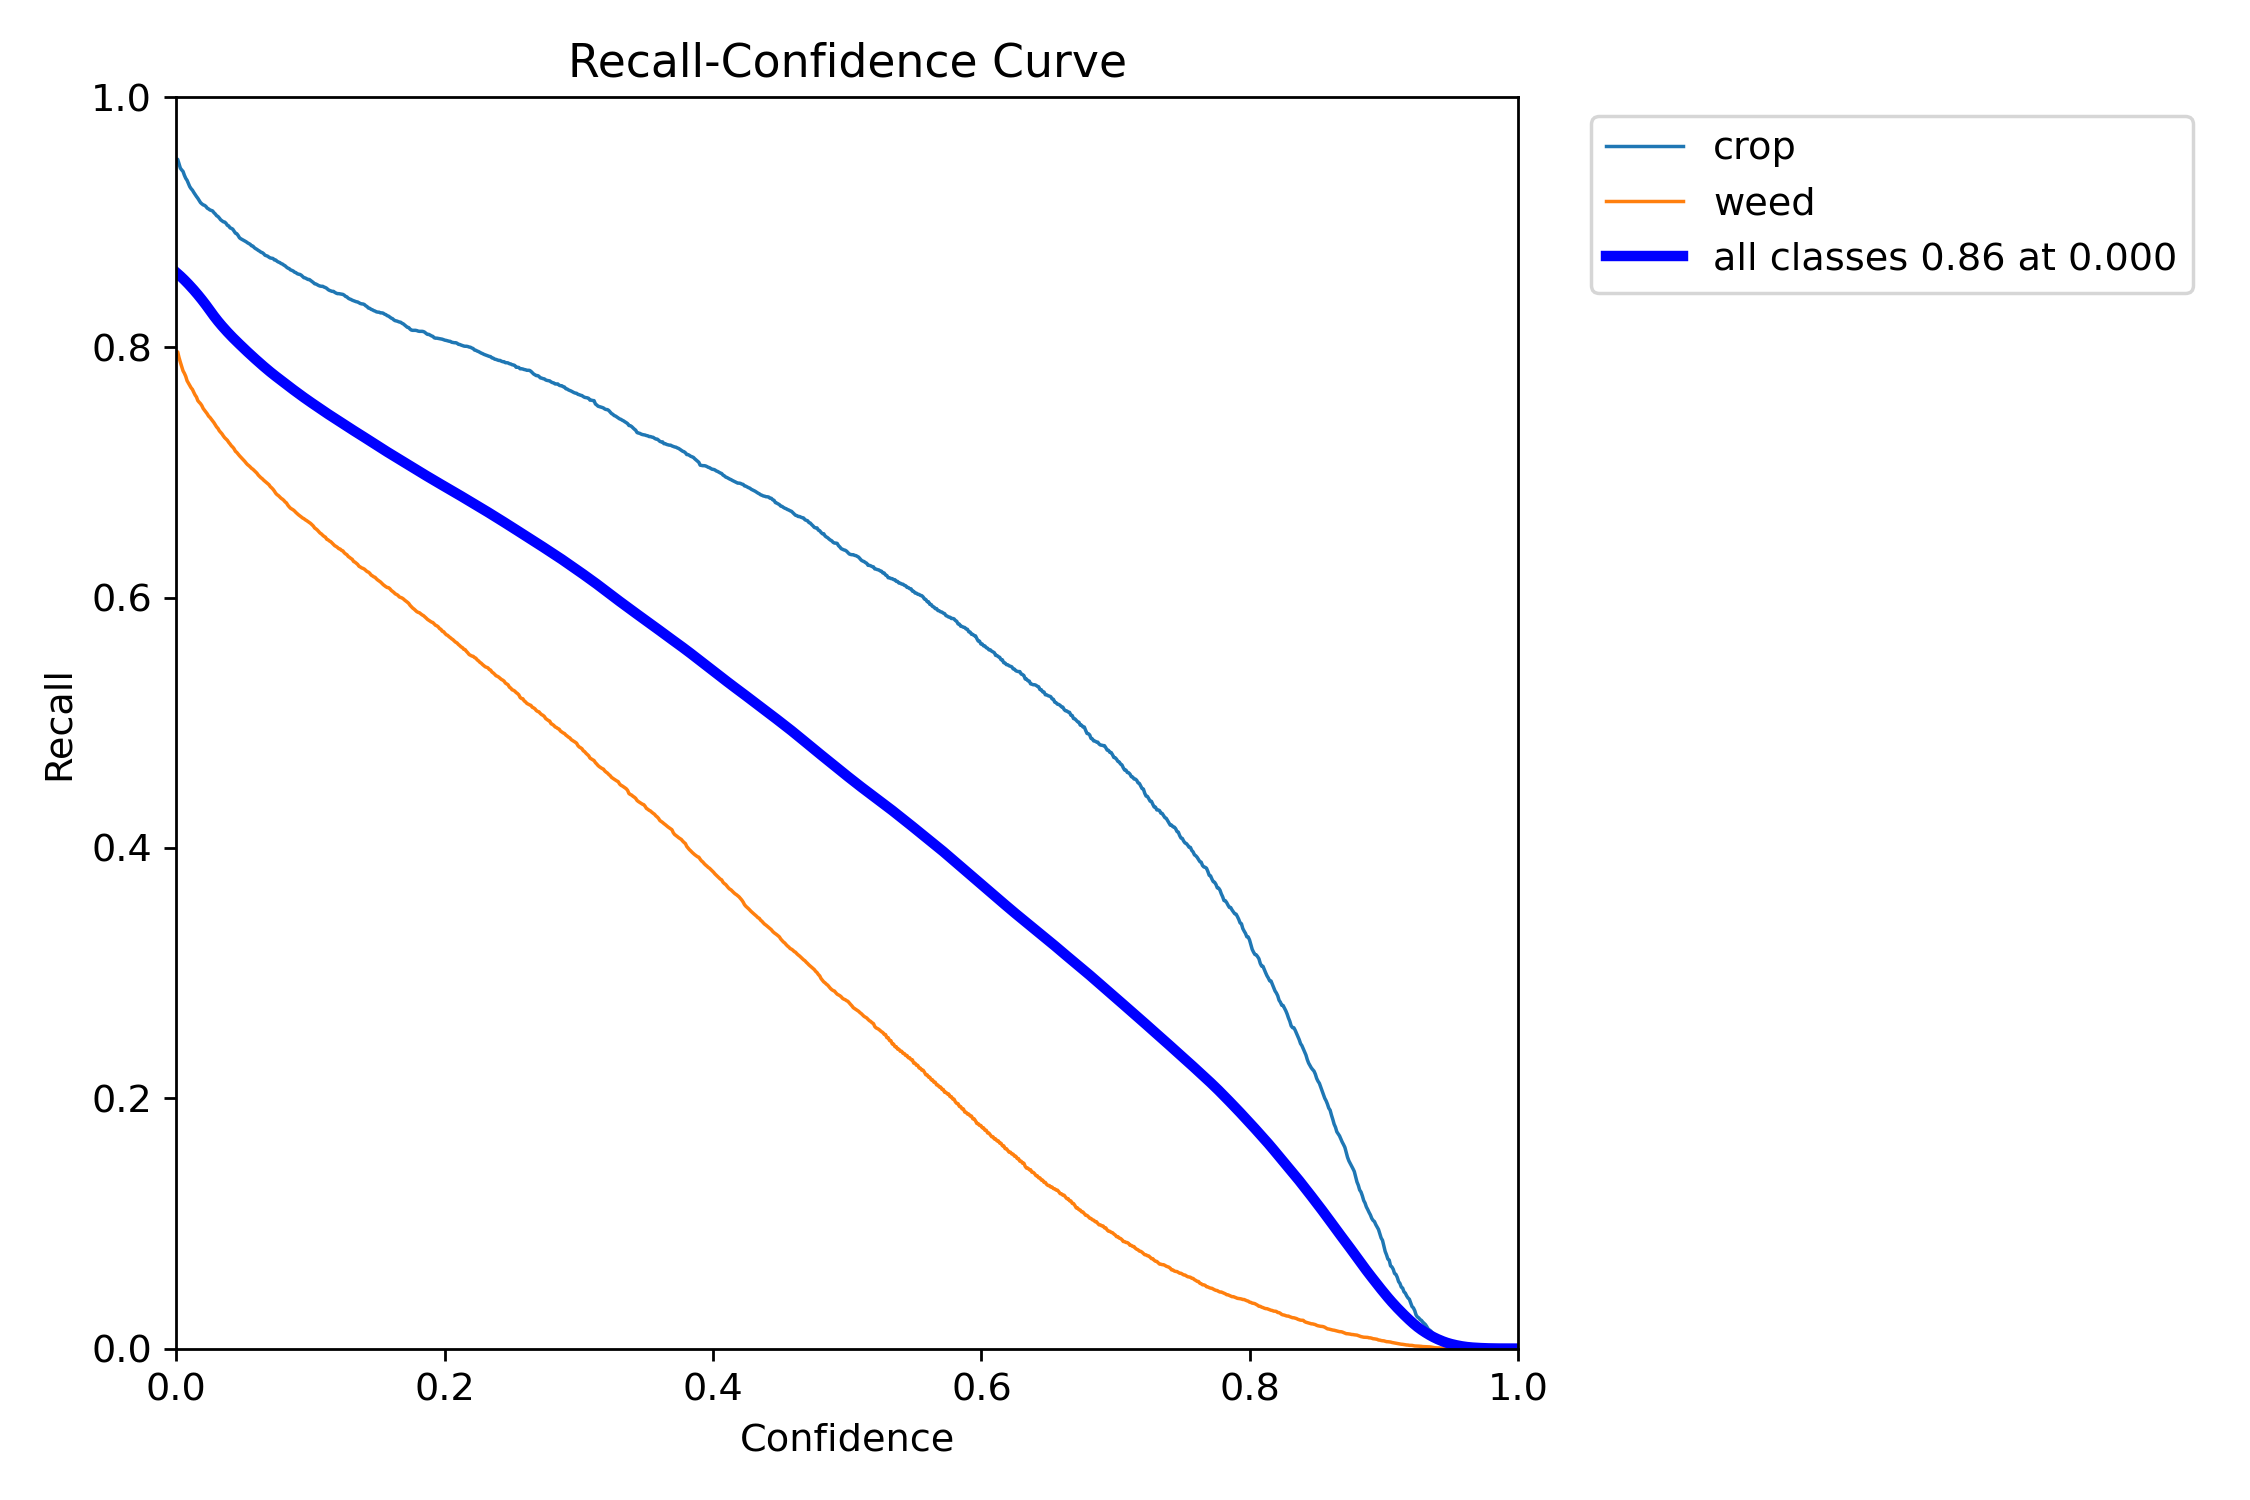 Recall-Confidence Curve
1.0
0.8
0.6
0.4
0.2
0.0
Recall
0.0 0.2 0.4 0.6 0.8 1.0
Confidence
crop
weed
all classes 0.86 at 0.000